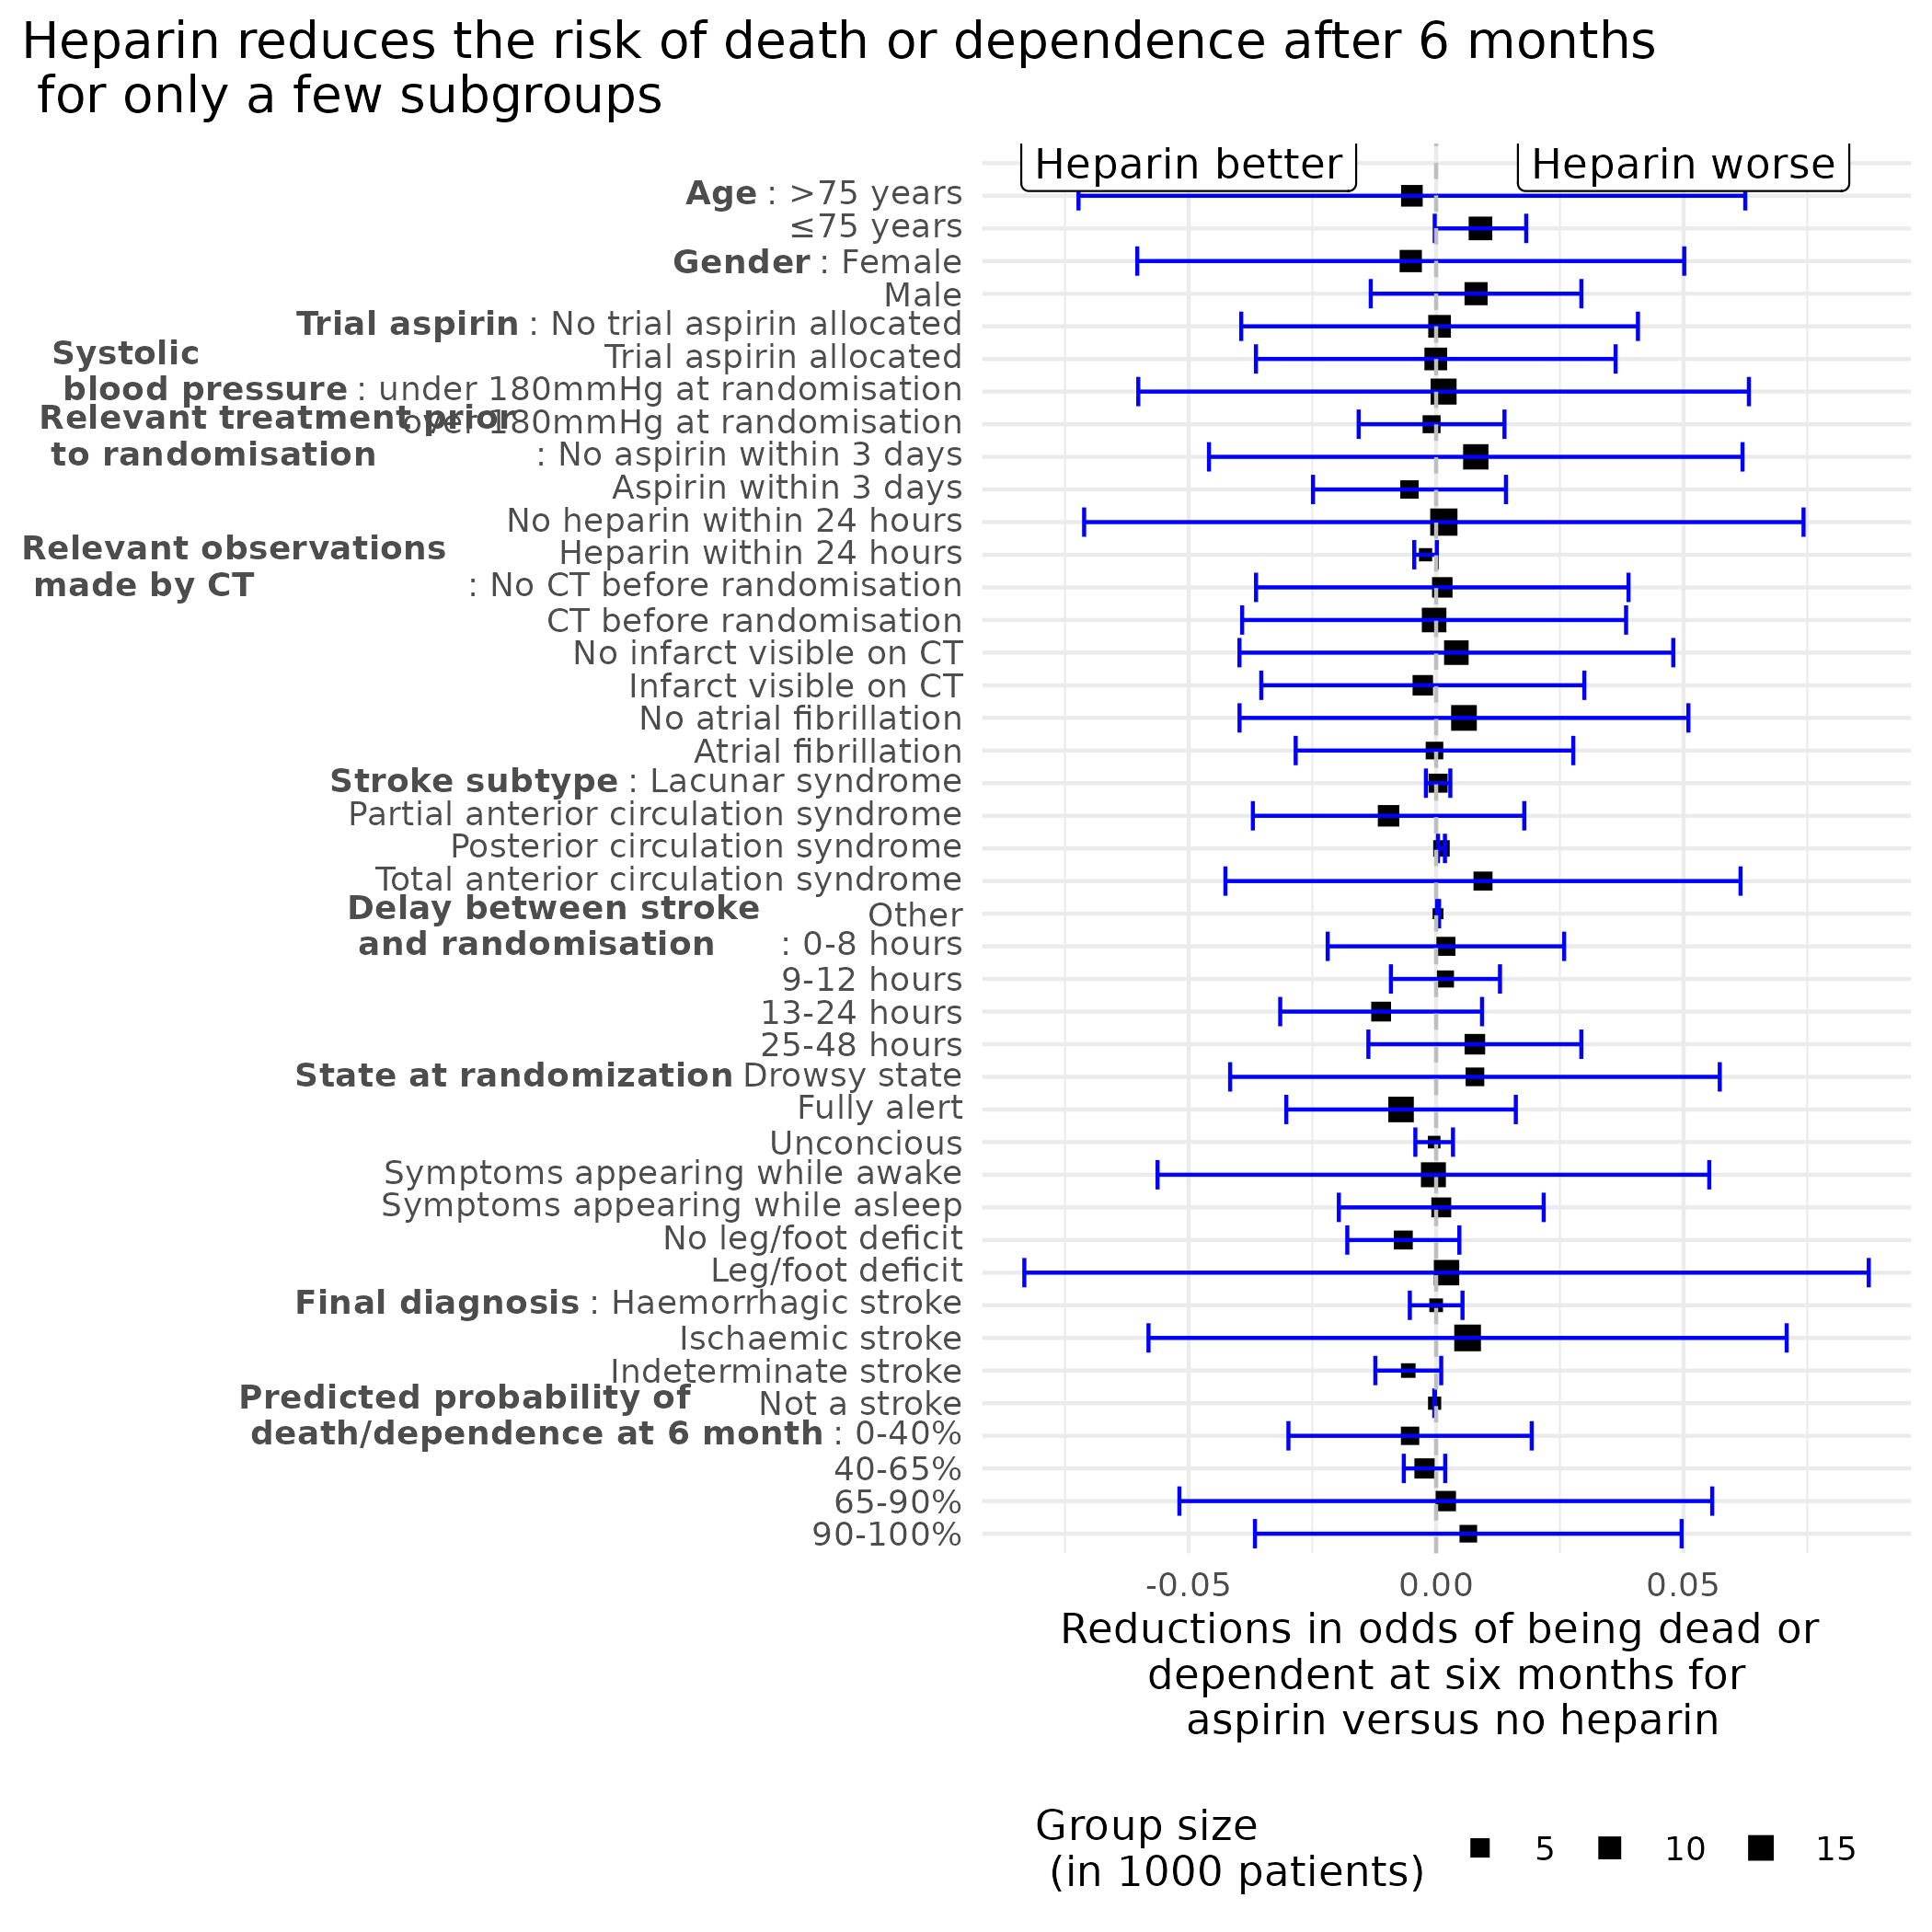 Heparin reduces the risk of death or dependence after 6 months
for only a few subgroups
Heparin better
Heparin worse
Age : >75 years
≤75 years
Gender : Female
Male
Trial aspirin : No trial aspirin allocated
Systolic
Trial aspirin allocated
blood pressure : under 180mmHg at randomisation
Relevant treatment prior
over 180mmHg at randomisation
to randomisation : No aspirin within 3 days
Aspirin within 3 days
No heparin within 24 hours
Relevant observations
Heparin within 24 hours
made by CT : No CT before randomisation
CT before randomisation
No infarct visible on CT
Infarct visible on CT
No atrial fibrillation
Atrial fibrillation
Stroke subtype : Lacunar syndrome
Partial anterior circulation syndrome
Posterior circulation syndrome
Total anterior circulation syndrome
Delay between stroke
Other
and randomisation : 0-8 hours
9-12 hours
13-24 hours
25-48 hours
State at randomization Drowsy state
Fully alert
Unconcious
Symptoms appearing while awake
Symptoms appearing while asleep
No leg/foot deficit
Leg/foot deficit
Final diagnosis : Haemorrhagic stroke
Ischaemic stroke
Indeterminate stroke
Predicted probability of
Not a stroke
death/dependence at 6 month : 0-40%
40-65%
65-90%
90-100%
-0.05 0.00 0.05
Reductions in odds of being dead or
dependent at six months for
aspirin versus no heparin
Group size
(in 1000 patients)
5 10 15